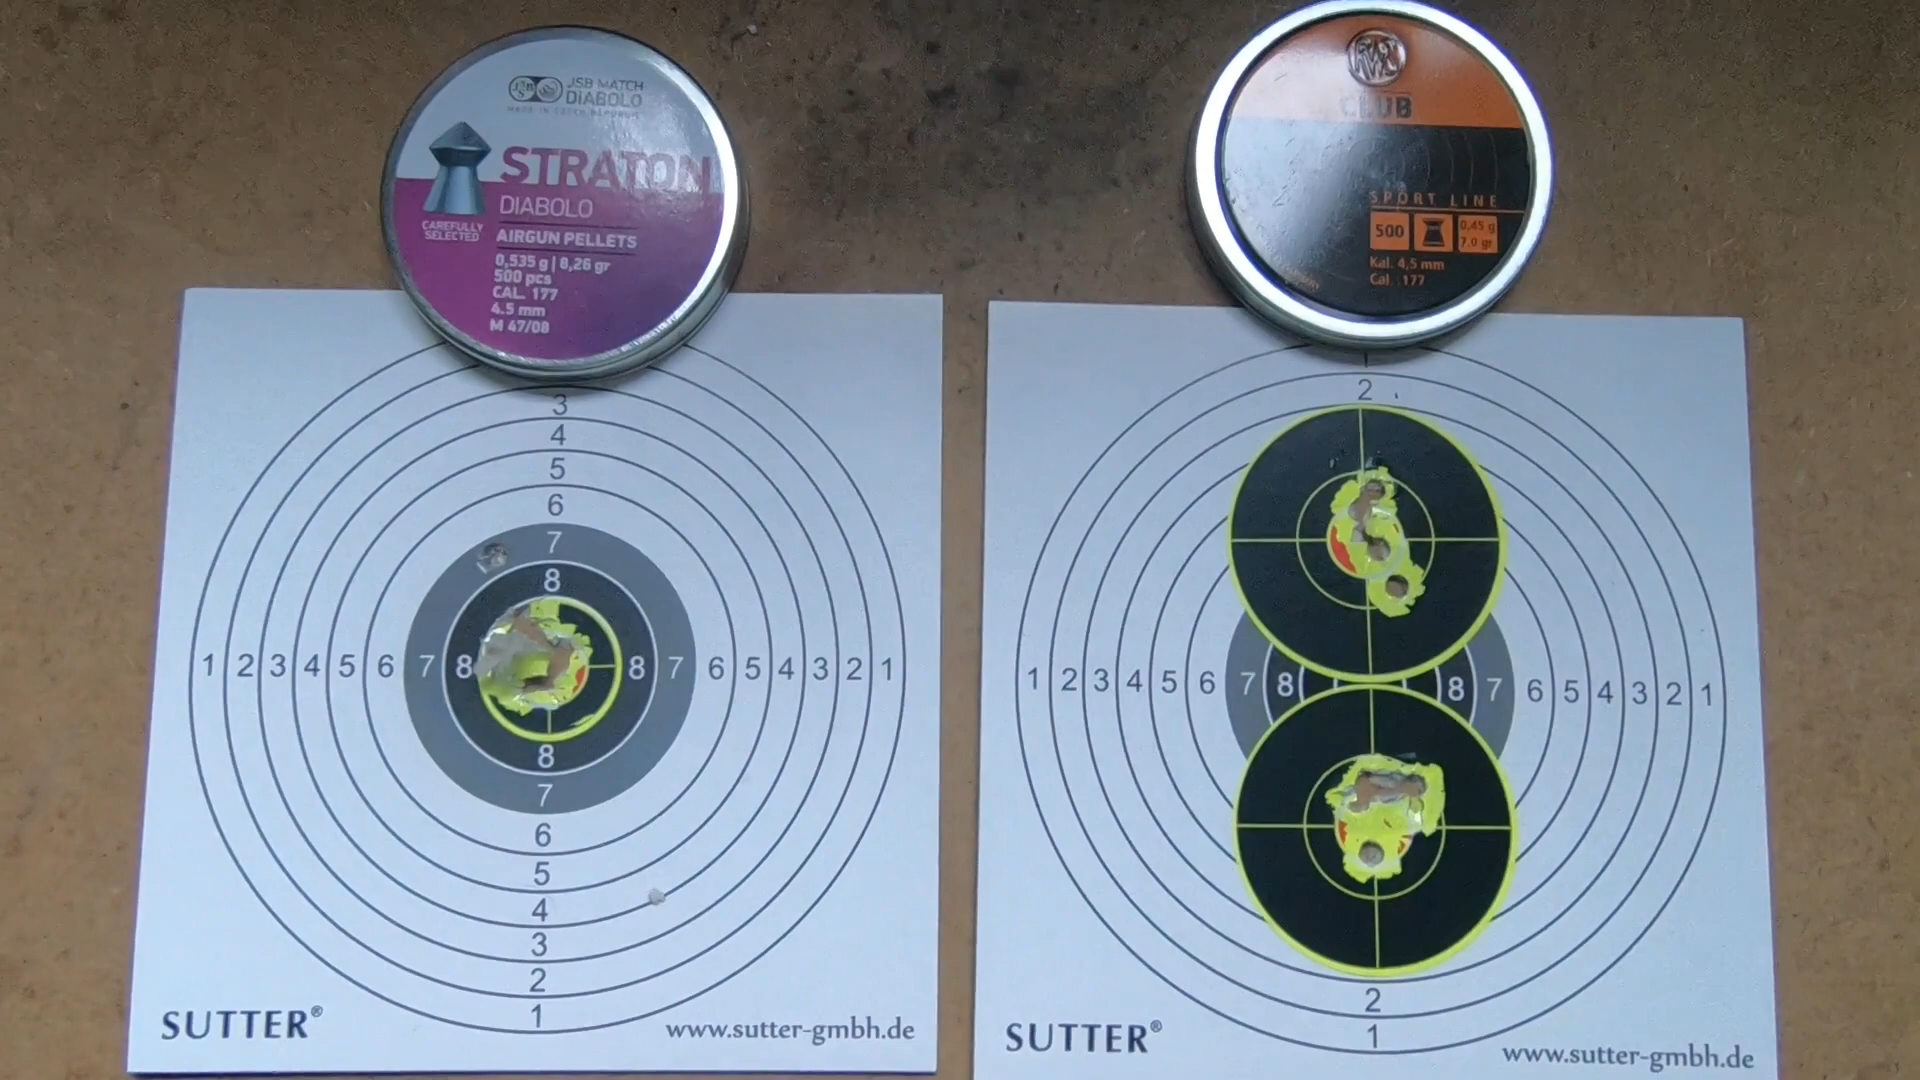 JSB MATCH
DIABOLO
MADE IN CZECH REPUBLIC
STRATON
DIABOLO
CAREFULLY
SELECTED
AIRGUN PELLETS
0,535 g | 8,26 gr
500 pcs
CAL. 177
4.5 mm
M 47/08
RWS
CLUB
SPORT LINE
500
0,45 g
7.0 gr
Kal. 4,5 mm
Cal. .177
3
4
5
6
7
8
1 2 3 4 5 6 7 8 8 7 6 5 4 3 2 1
8
7
6
5
4
3
2
1
SUTTER®
www.sutter-gmbh.de
2
1 2 3 4 5 6 7 8 8 7 6 5 4 3 2 1
2
1
SUTTER®
www.sutter-gmbh.de